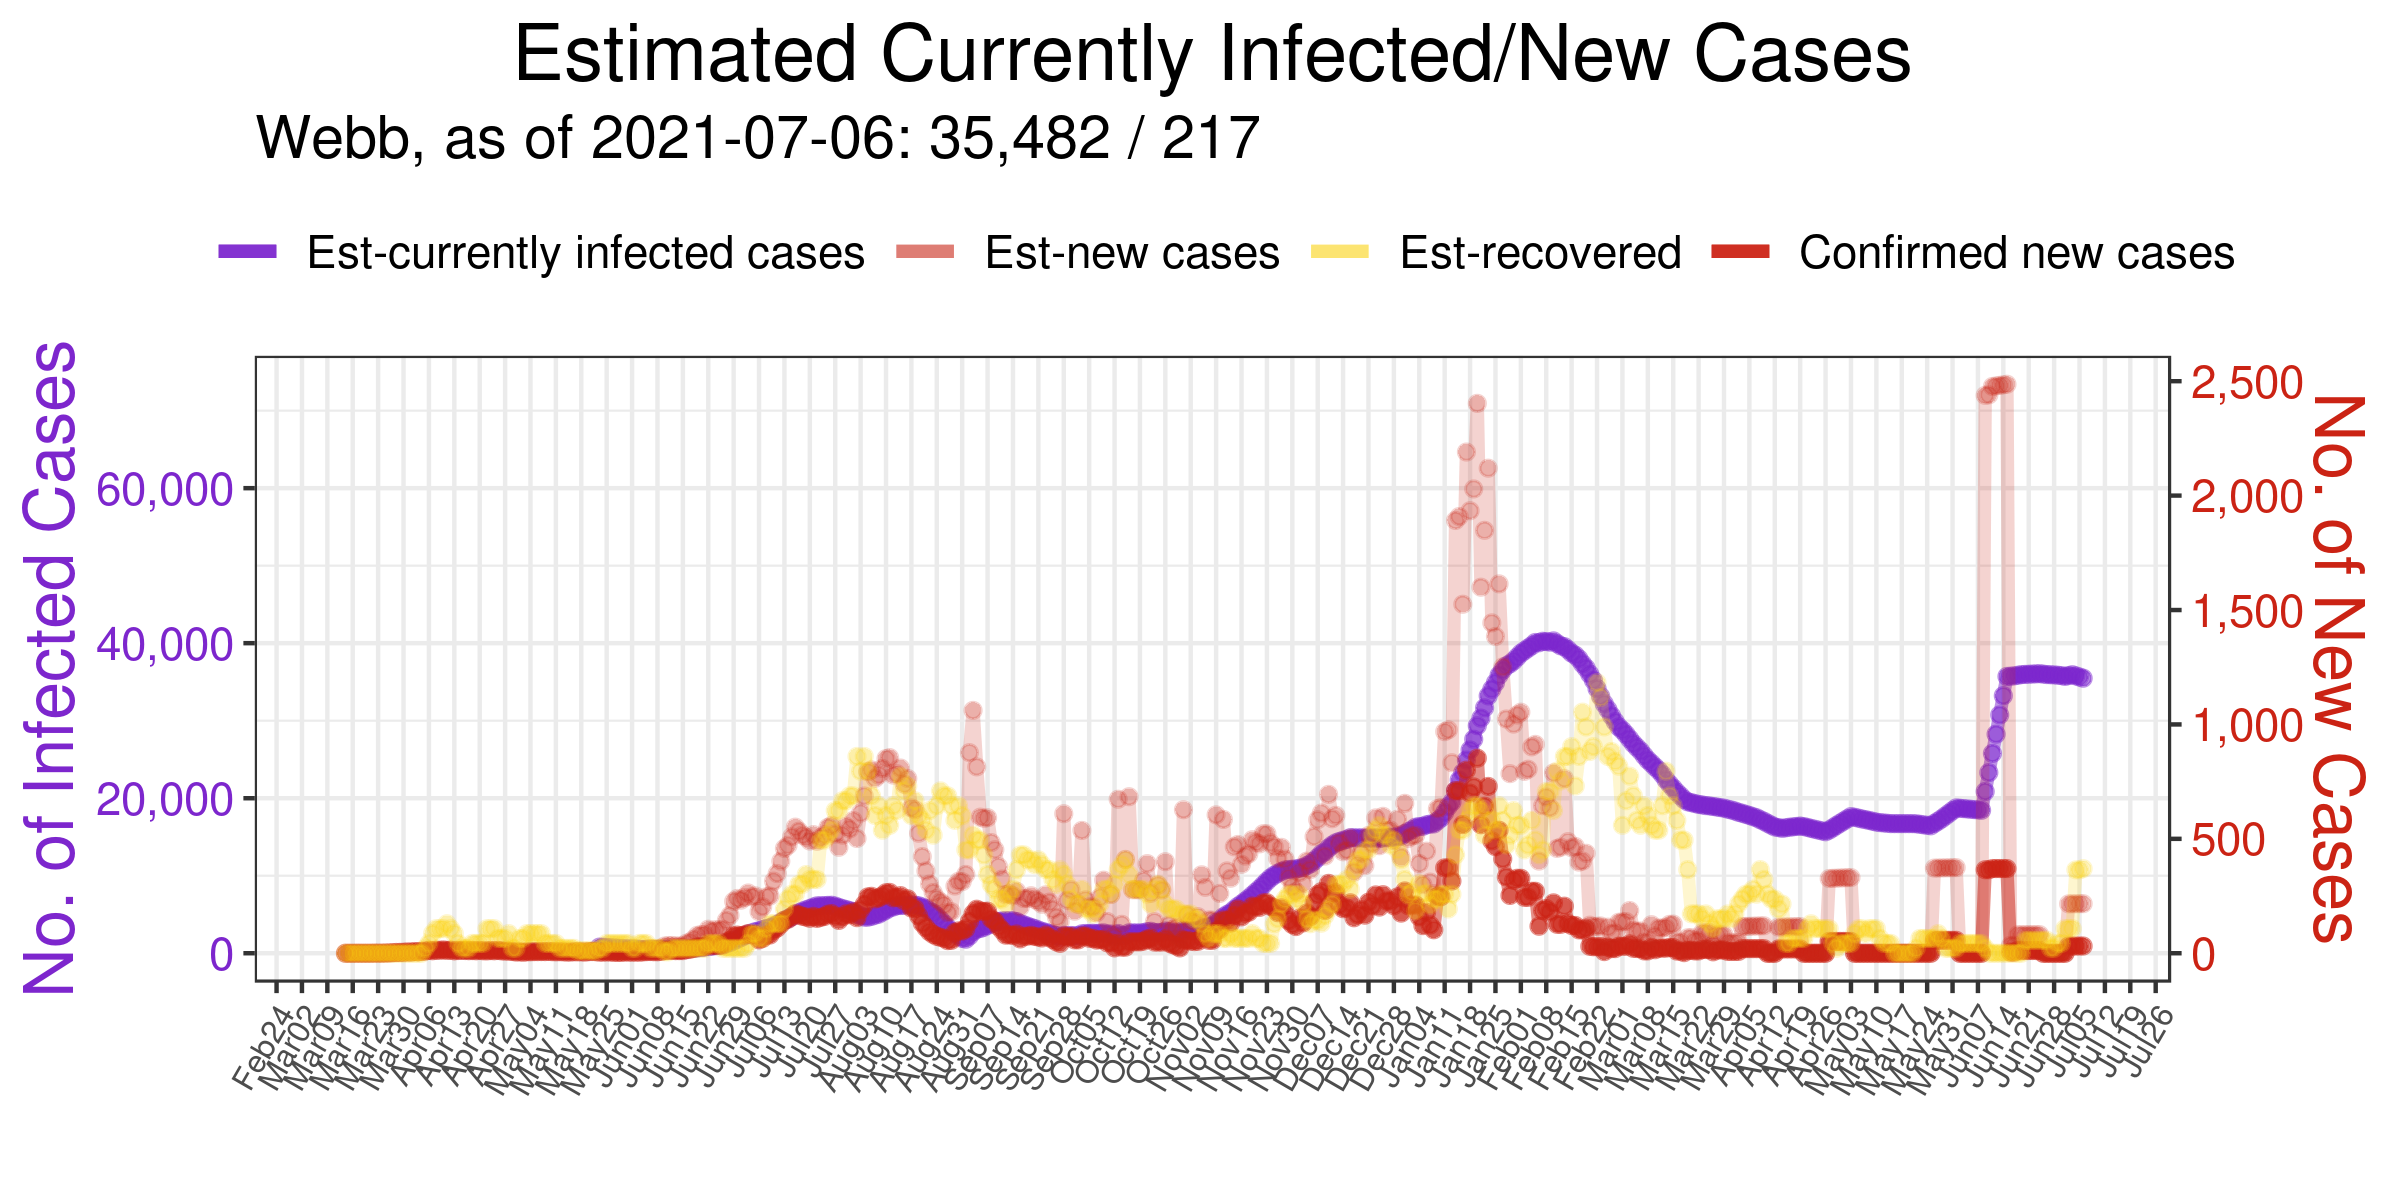 Estimated Currently Infected/New Cases
Webb, as of 2021-07-06: 35,482 / 217
Est-currently infected cases
Est-new cases
Est-recovered
Confirmed new cases
No. of Infected Cases
60,000
40,000
20,000
0
2,500
2,000
1,500
1,000
500
0
No. of New Cases
Feb24
Mar02
Mar09
Mar16
Mar23
Mar30
Apr06
Apr13
Apr20
Apr27
May04
May11
May18
May25
Jun01
Jun08
Jun15
Jun22
Jun29
Jul06
Jul13
Jul20
Jul27
Aug03
Aug10
Aug17
Aug24
Aug31
Sep07
Sep14
Sep21
Sep28
Oct05
Oct12
Oct19
Oct26
Nov02
Nov09
Nov16
Nov23
Nov30
Dec07
Dec14
Dec21
Dec28
Jan04
Jan11
Jan18
Jan25
Feb01
Feb08
Feb15
Feb22
Mar01
Mar08
Mar15
Mar22
Mar29
Apr05
Apr12
Apr19
Apr26
May03
May10
May17
May24
May31
Jun07
Jun14
Jun21
Jun28
Jul05
Jul12
Jul19
Jul26